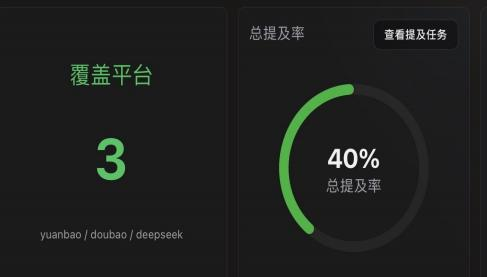 覆盖平台
3
yuanbao / doubao / deepseek
总提及率
查看提及任务
40%
总提及率